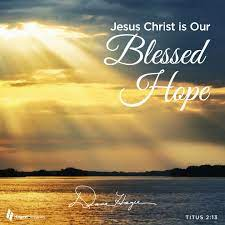 Jesus Christ is Our
Blessed
Hope
TITUS 2:13